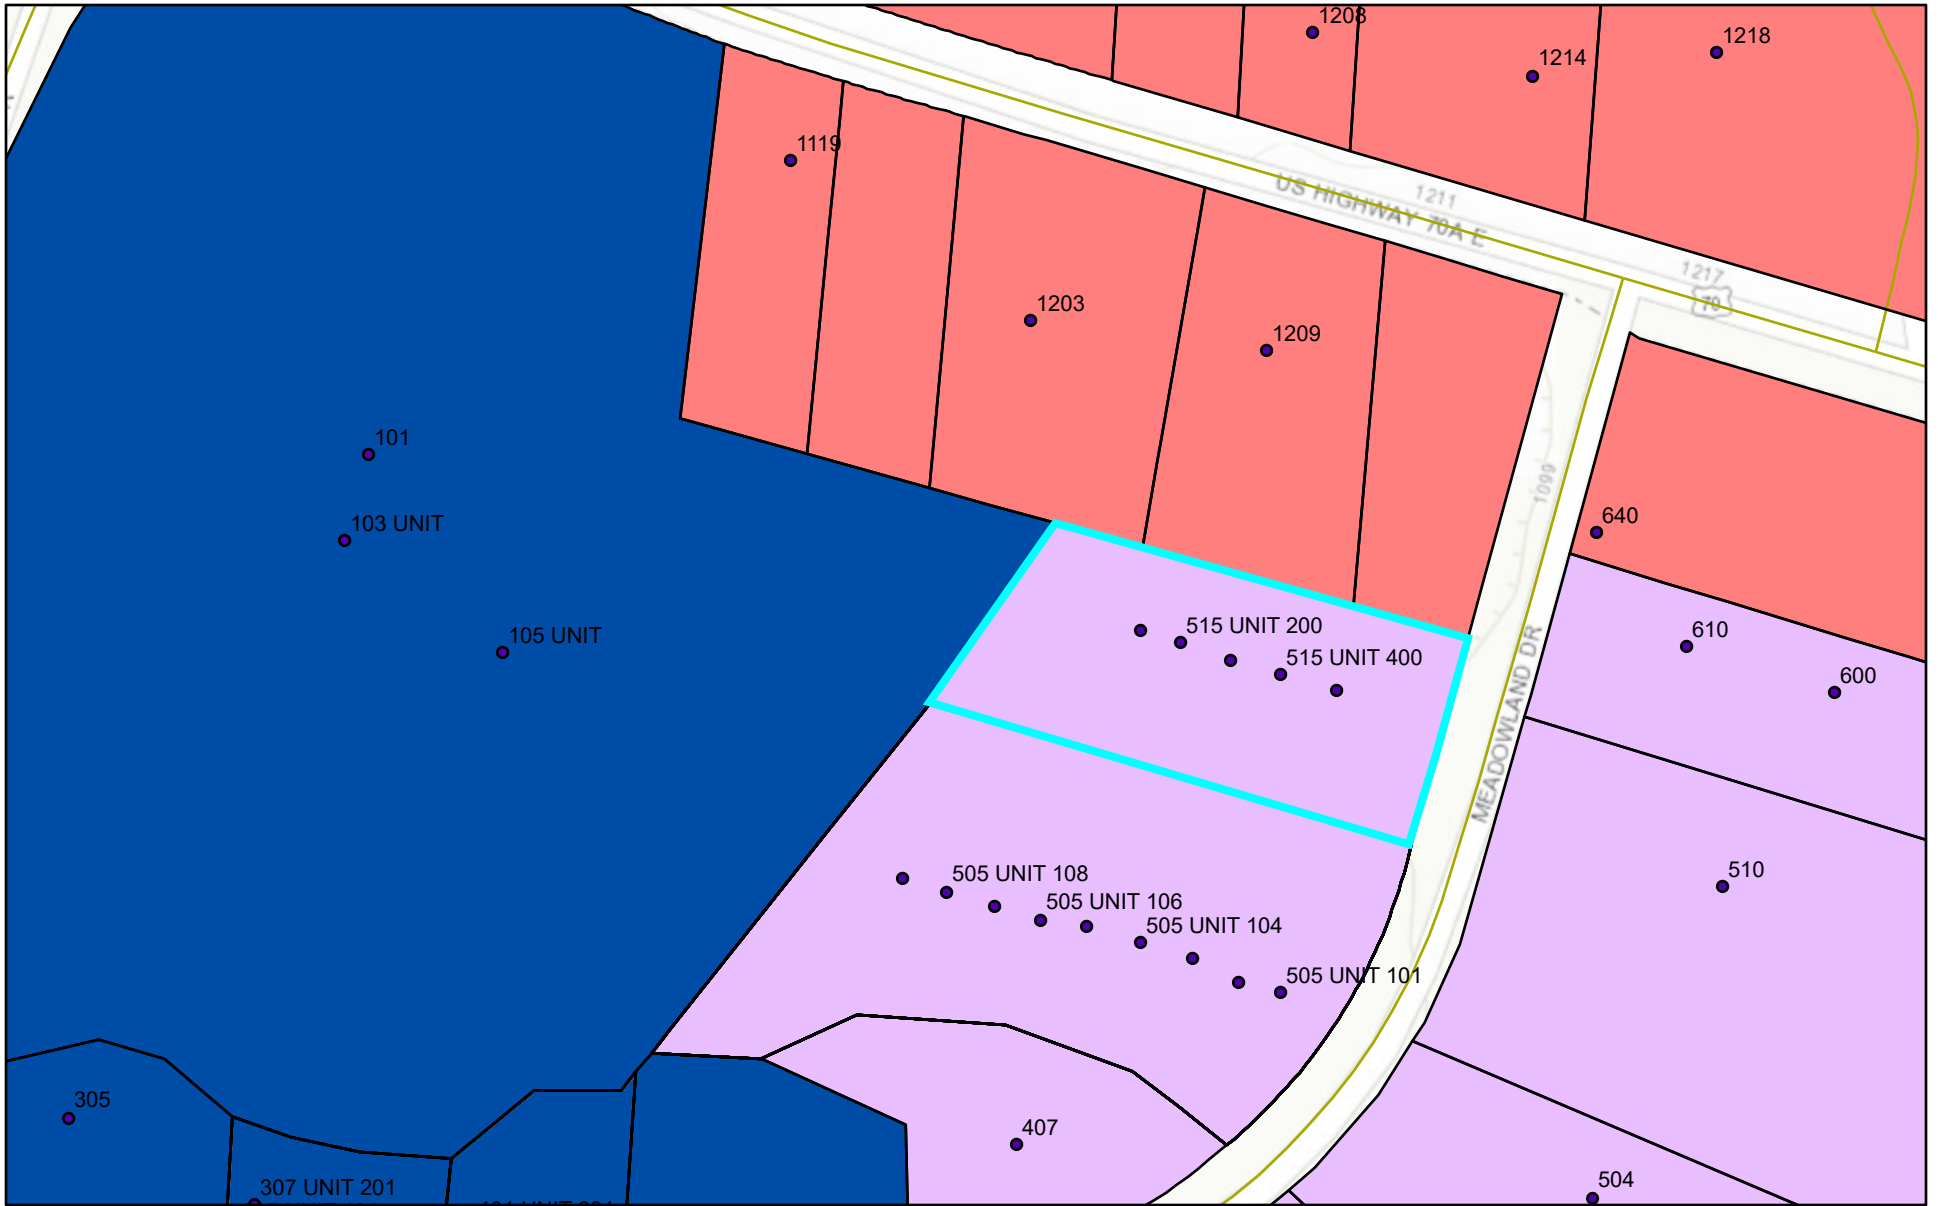 1208
1218
1214
1119
US HIGHWAY 70A E
1211
1217
70
1203
1209
101
1099
103 UNIT
640
515 UNIT 200
105 UNIT
610
515 UNIT 400
600
MEADOWLAND DR
505 UNIT 108
510
505 UNIT 106
505 UNIT 104
505 UNIT 101
305
407
504
307 UNIT 201